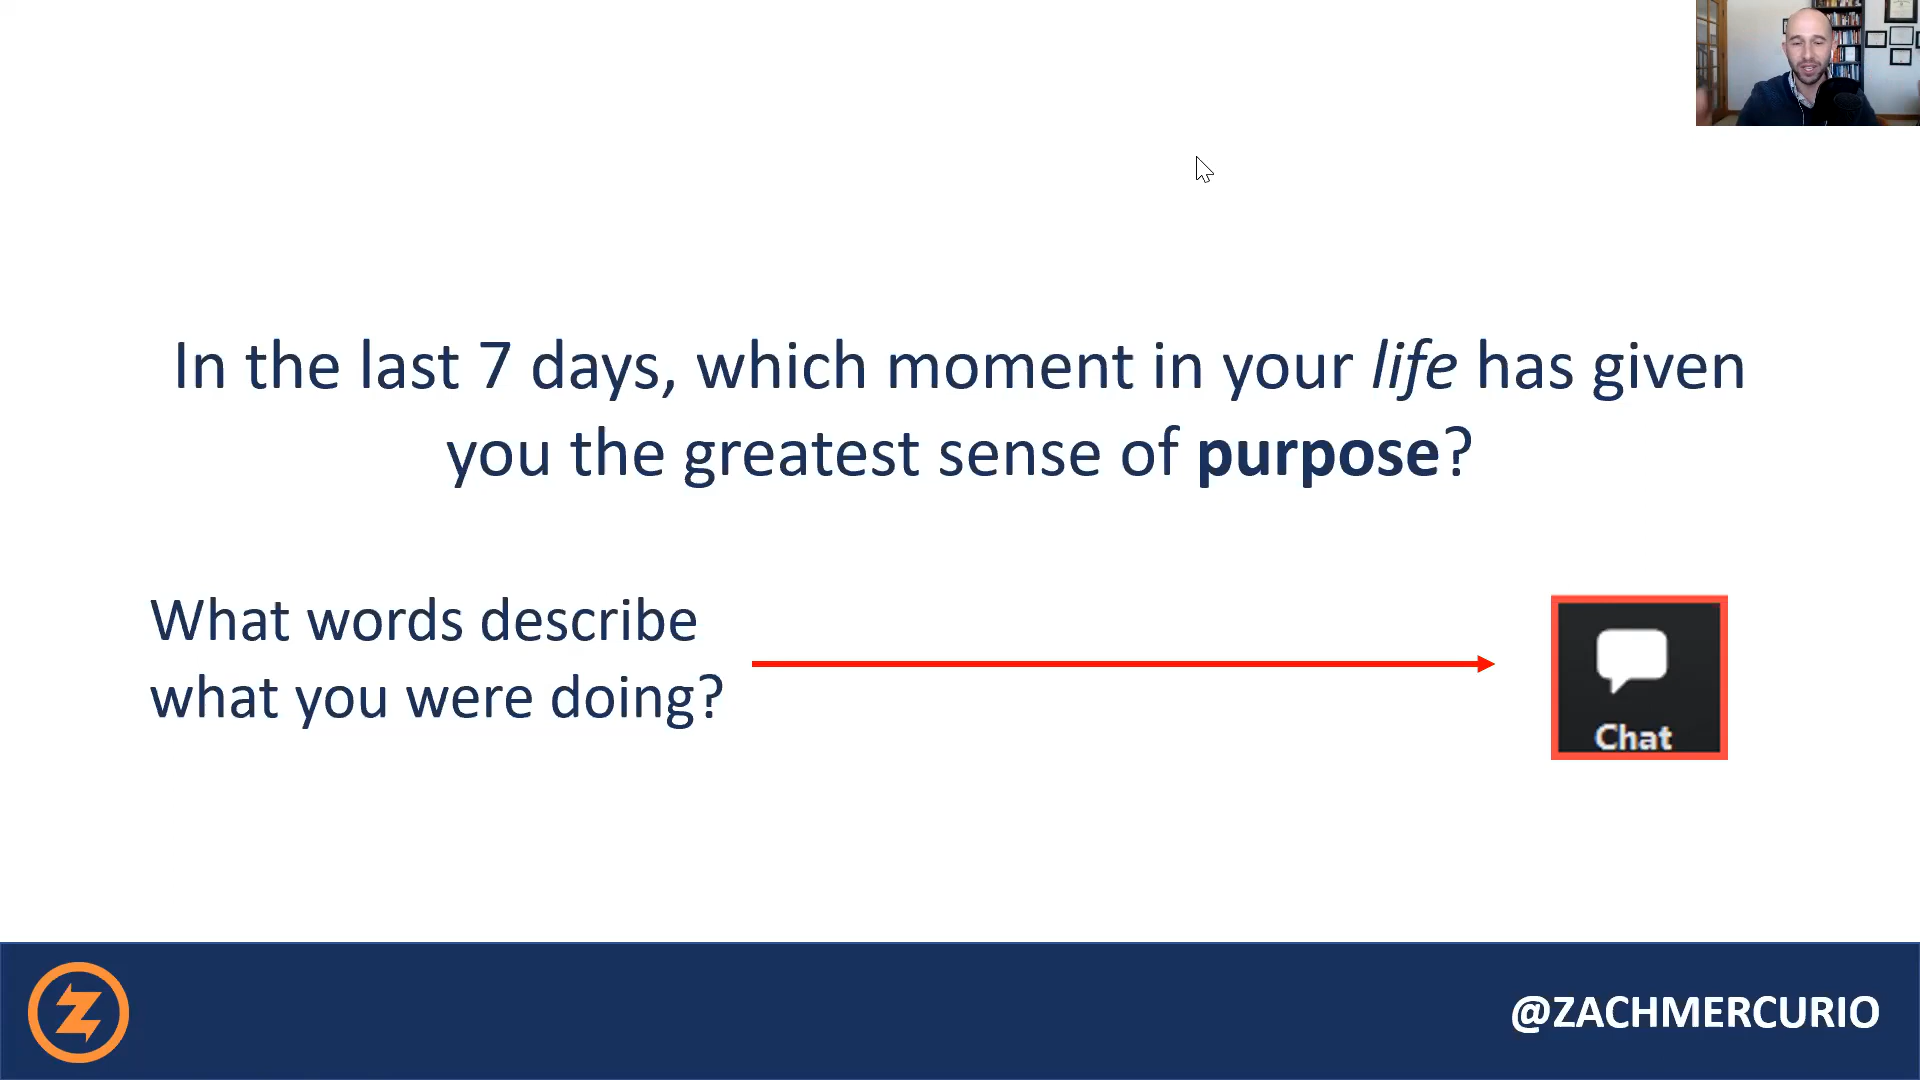 In the last 7 days, which moment in your life has given
you the greatest sense of purpose?
What words describe
what you were doing?
Chat
@ZACHMERCURIO